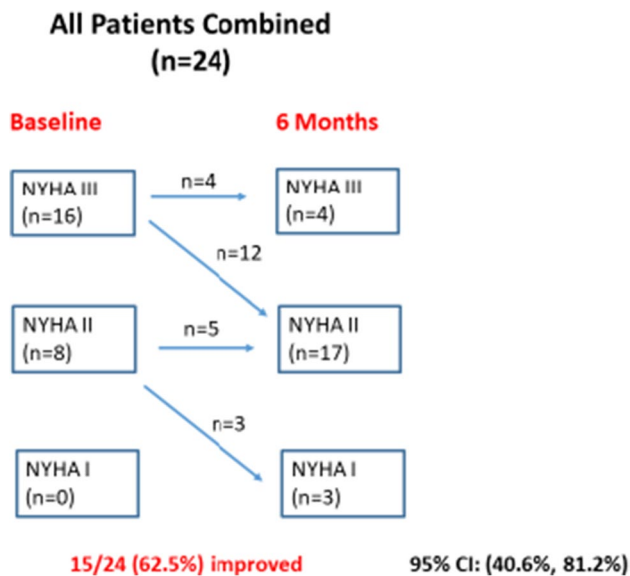 All Patients Combined
(n=24)
Baseline
6 Months
NYHA III
(n=16)
n=4
NYHA III
(n=4)
n=12
NYHA II
(n=8)
n=5
NYHA II
(n=17)
n=3
NYHA I
(n=0)
NYHA I
(n=3)
15/24 (62.5%) improved
95% CI: (40.6%, 81.2%)